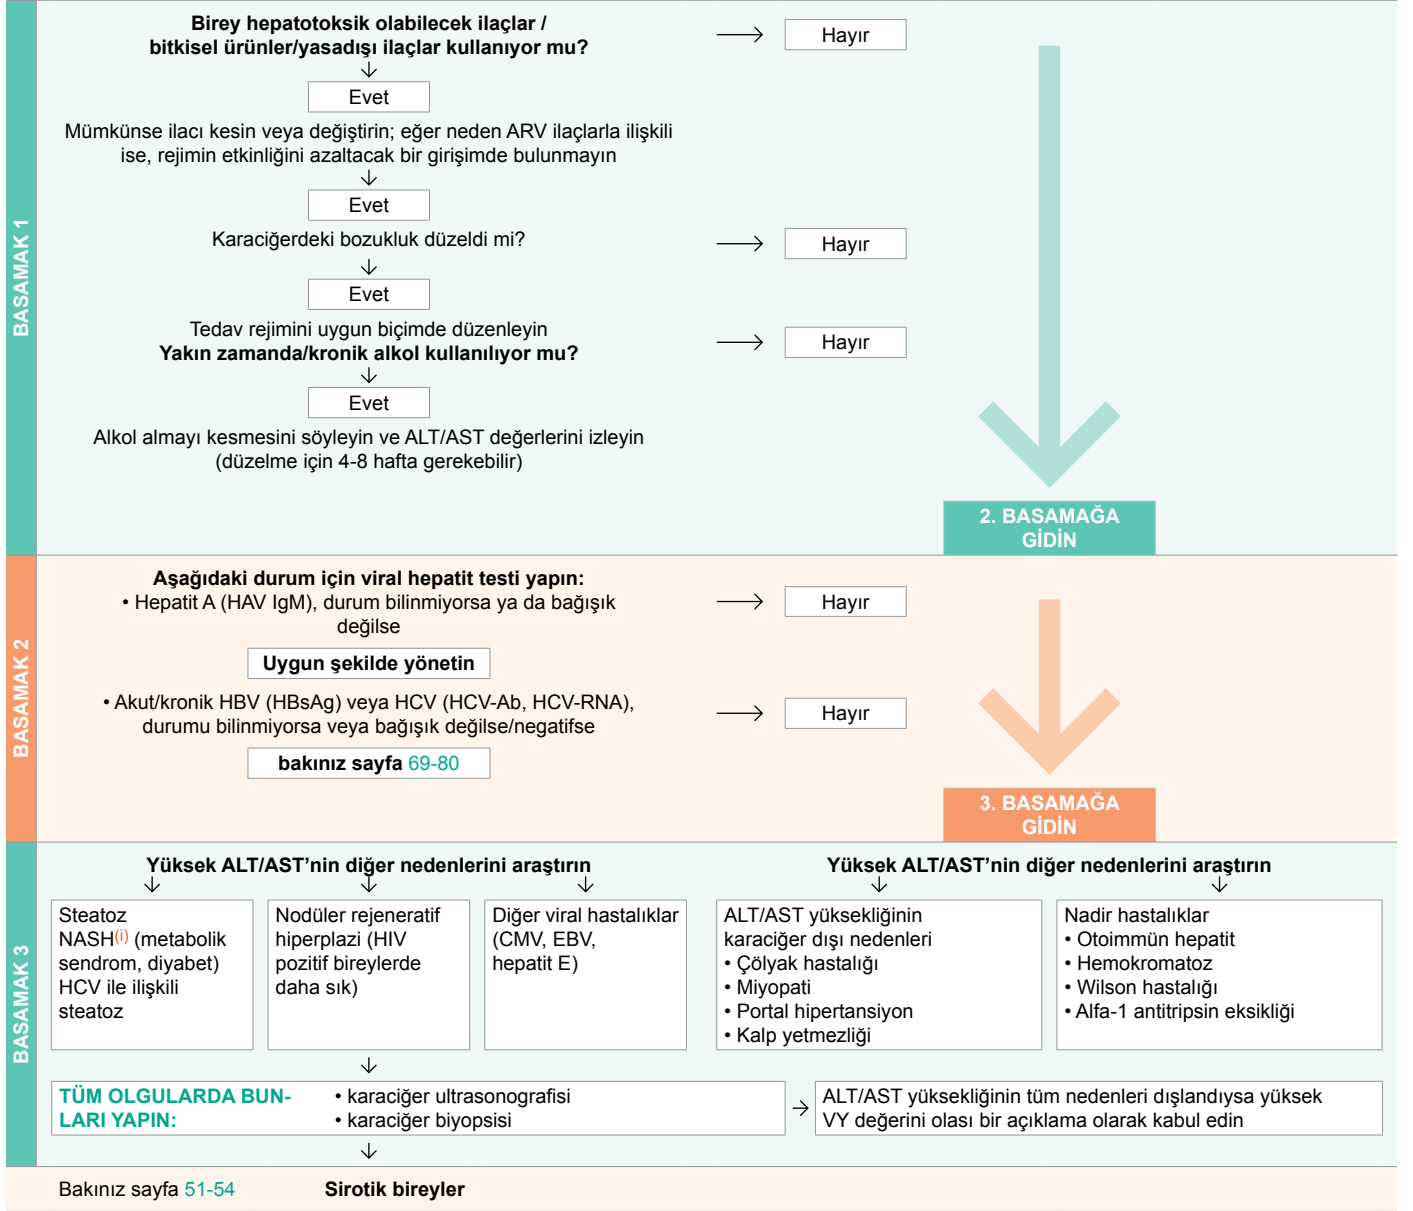 BASAMAK 1
Birey hepatotoksik olabilecek ilaçlar /
bitkisel ürünler/yasadışı ilaçlar kullanıyor mu?
Hayır
Evet
Mümkünse ilacı kesin veya değiştirin; eğer neden ARV ilaçlarla ilişkili
ise, rejimin etkinliğini azaltacak bir girişimde bulunmayın
Evet
Karaciğerdeki bozukluk düzeldi mi?
Hayır
Evet
Tedav rejimini uygun biçimde düzenleyin
Yakın zamanda/kronik alkol kullanılıyor mu?
Hayır
Evet
Alkol almayı kesmesini söyleyin ve ALT/AST değerlerini izleyin
(düzelme için 4-8 hafta gerekebilir)
2. BASAMAĞA
GİDİN
BASAMAK 2
Aşağıdaki durum için viral hepatit testi yapın:
• Hepatit A (HAV IgM), durum bilinmiyorsa ya da bağışık
değilse
Hayır
Uygun şekilde yönetin
• Akut/kronik HBV (HBsAg) veya HCV (HCV-Ab, HCV-RNA),
durumu bilinmiyorsa veya bağışık değilse/negatifse
Hayır
bakınız sayfa 69-80
3. BASAMAĞA
GİDİN
BASAMAK 3
Yüksek ALT/AST’nin diğer nedenlerini araştırın
Steatoz
NASH(i) (metabolik
sendrom, diyabet)
HCV ile ilişkili
steatoz
Nodüler rejeneratif
hiperplazi (HIV
pozitif bireylerde
daha sık)
Diğer viral hastalıklar
(CMV, EBV,
hepatit E)
Yüksek ALT/AST’nin diğer nedenlerini araştırın
ALT/AST yüksekliğinin
karaciğer dışı nedenleri
• Çölyak hastalığı
• Miyopati
• Portal hipertansiyon
• Kalp yetmezliği
Nadir hastalıklar
• Otoimmün hepatit
• Hemokromatoz
• Wilson hastalığı
• Alfa-1 antitripsin eksikliği
TÜM OLGULARDA BUN-
LARI YAPIN:
• karaciğer ultrasonografisi
• karaciğer biyopsisi
ALT/AST yüksekliğinin tüm nedenleri dışlandıysa yüksek
VY değerini olası bir açıklama olarak kabul edin
Bakınız sayfa 51-54 Sirotik bireyler